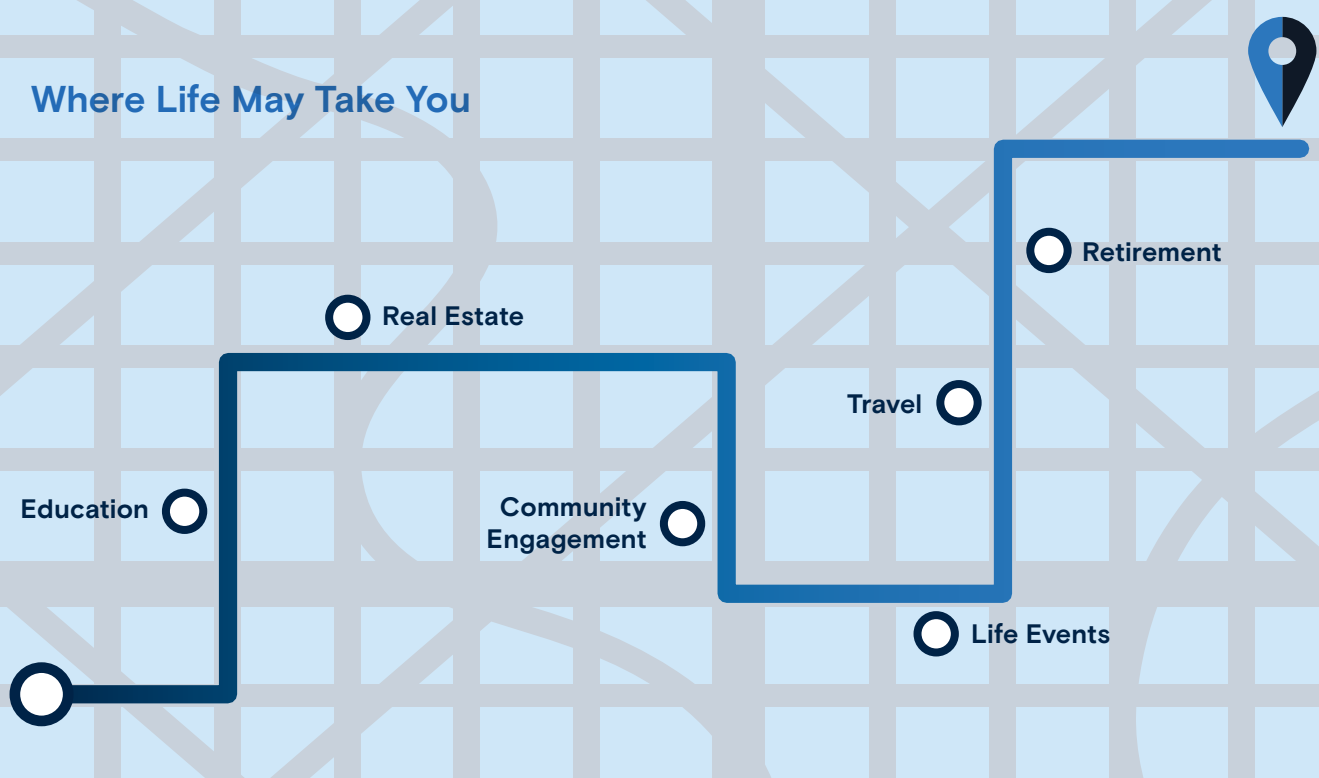 Where Life May Take You
Retirement
Real Estate
Travel
Education
Community
Engagement
Life Events